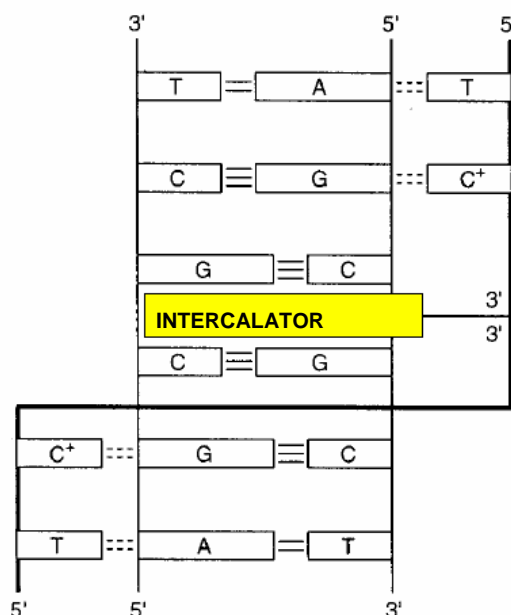 3' 5' 5'
T A T
C G C+
G C
3'
INTERCALATOR
3'
C G
C+ G C
T A T
5' 5' 3'